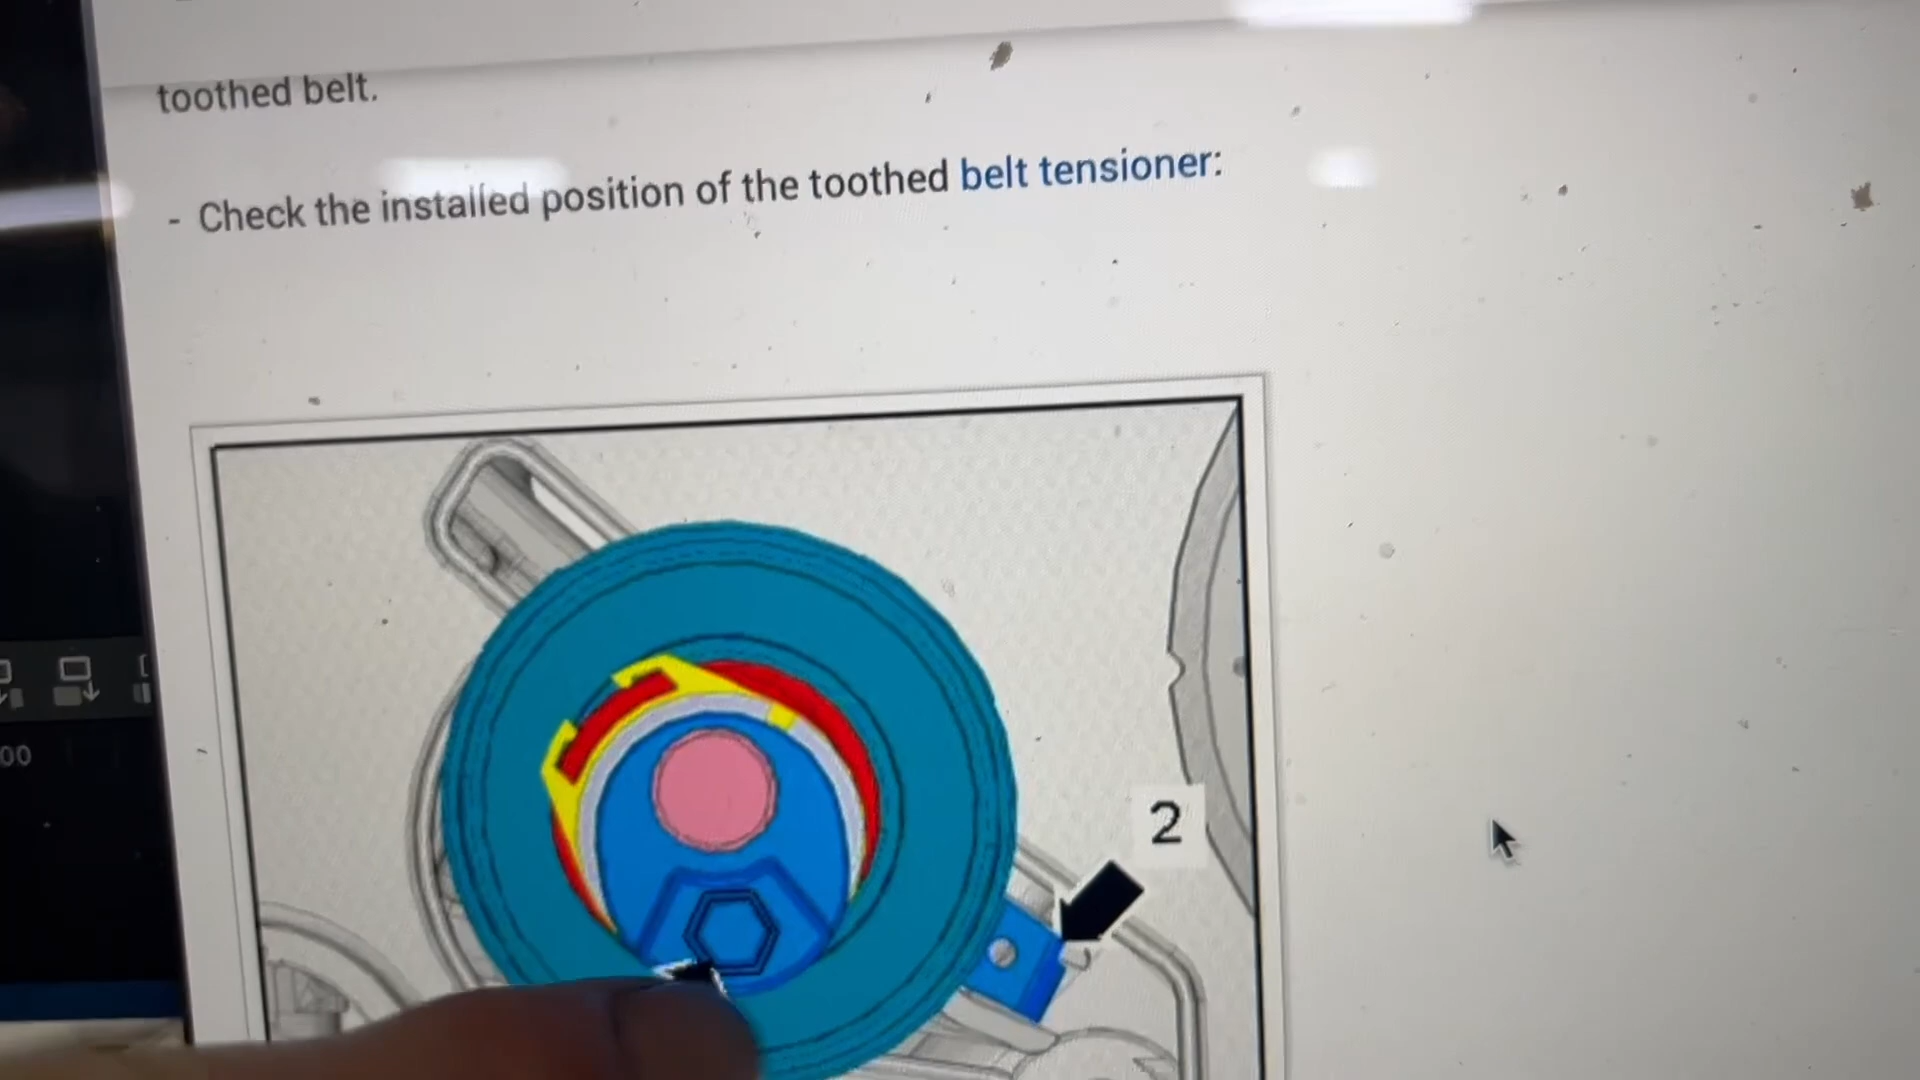 toothed belt.
- Check the installed position of the toothed belt tensioner:
2
00